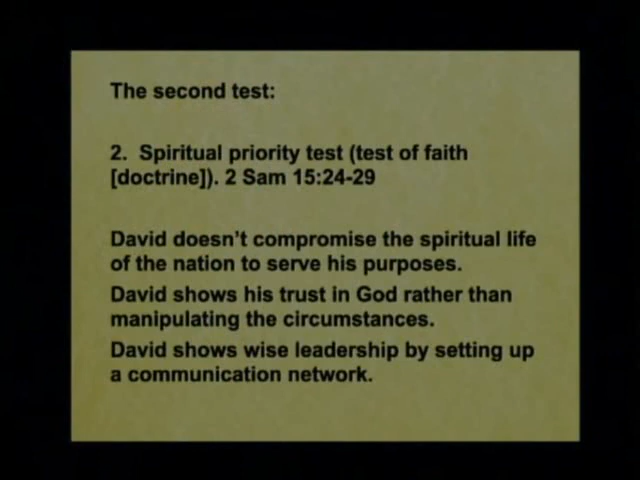 The second test:
2.  Spiritual priority test (test of faith
[doctrine]). 2 Sam 15:24-29
David doesn't compromise the spiritual life
of the nation to serve his purposes.
David shows his trust in God rather than
manipulating the circumstances.
David shows wise leadership by setting up
a communication network.